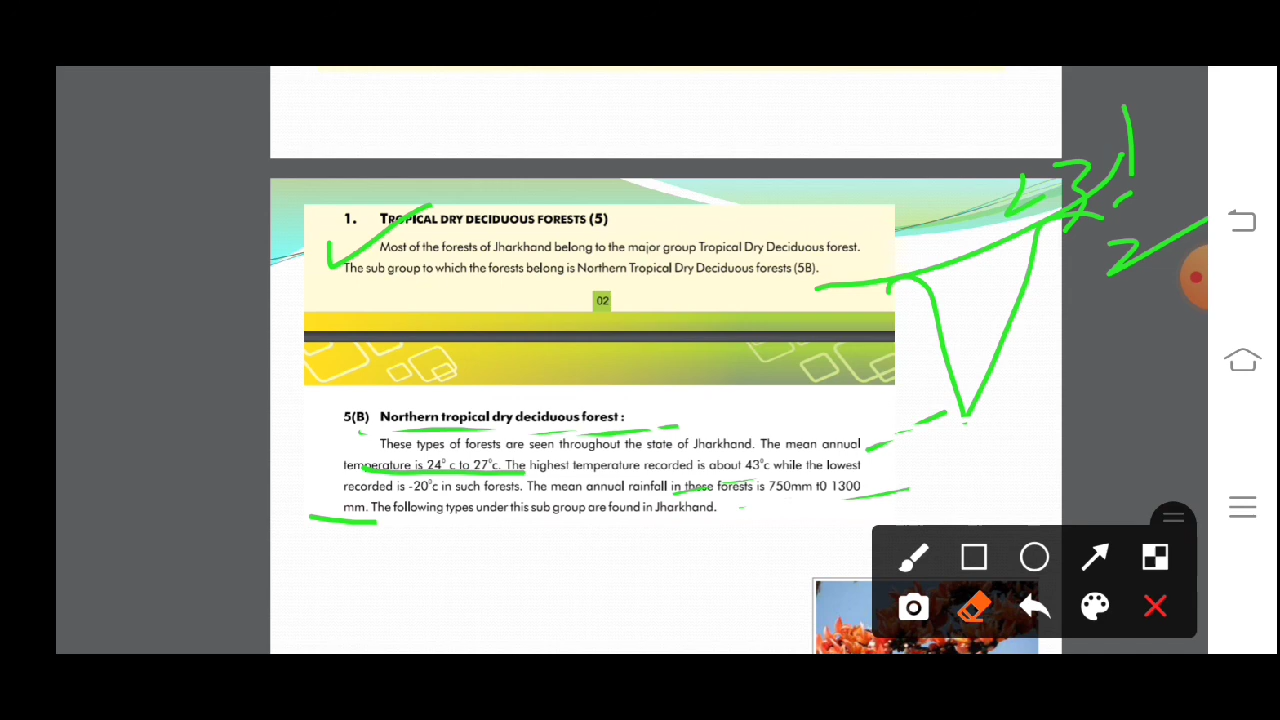 1. TROPICAL DRY DECIDUOUS FORESTS (5)
Most of the forests of Jharkhand belong to the major group Tropical Dry Deciduous forest.
The sub group to which the forests belong is Northern Tropical Dry Deciduous forests (5B).
02
5(B) Northern tropical dry deciduous forest :
These types of forests are seen throughout the state of Jharkhand. The mean annual
temperature is 24°c to 27°c. The highest temperature recorded is about 43°c while the lowest
recorded is -20°c in such forests. The mean annual rainfall in these forests is 750mm t0 1300
mm. The following types under this sub group are found in Jharkhand.